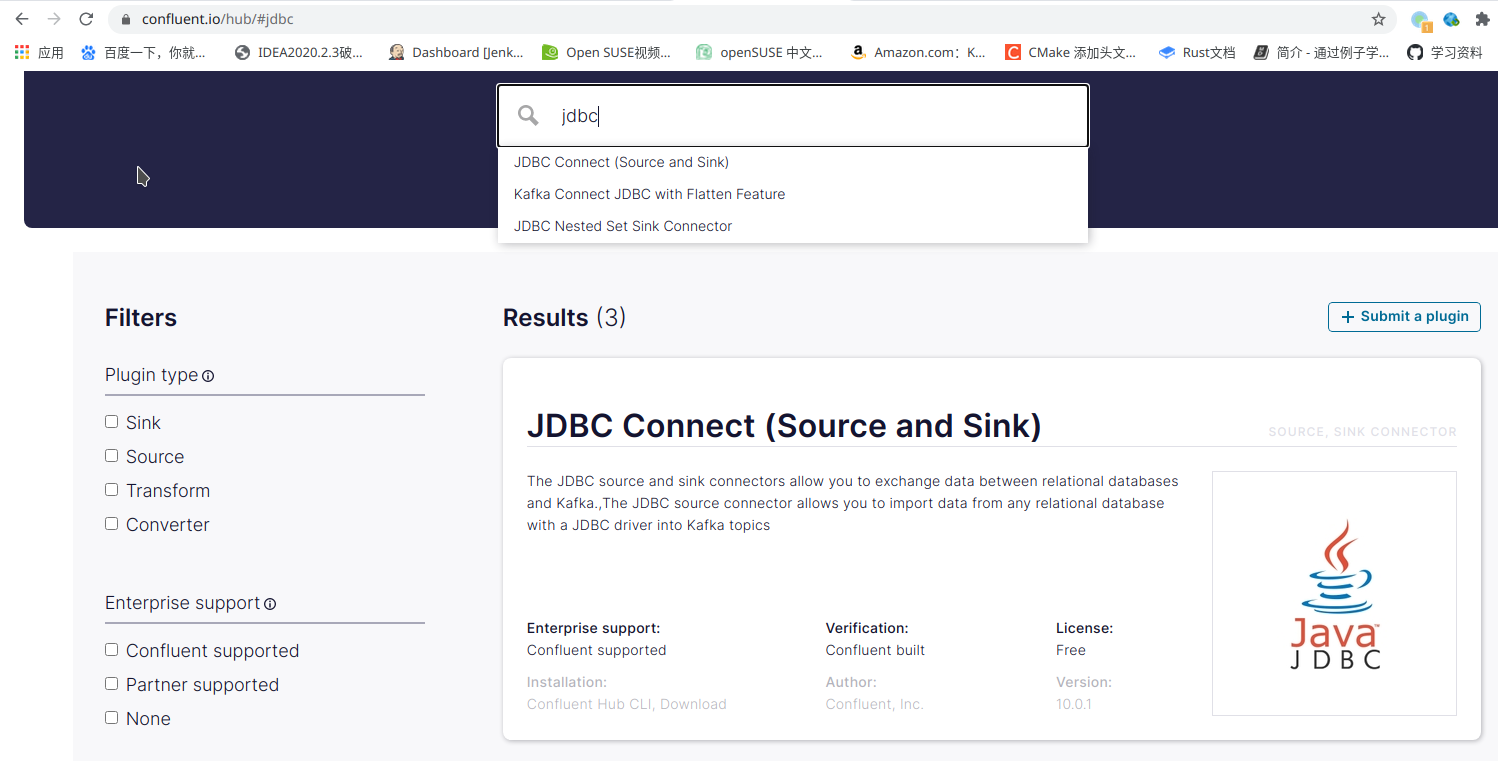 confluent.io/hub/#jdbc
应用
百度一下，你就...
IDEA2020.2.3破...
Dashboard [Jenk...
Open SUSE视频...
openSUSE 中文...
Amazon.com：K...
CMake 添加头文...
Rust文档
简介 - 通过例子学...
学习资料
jdbc
JDBC Connect (Source and Sink)
Kafka Connect JDBC with Flatten Feature
JDBC Nested Set Sink Connector
Filters
Plugin type
Sink
Source
Transform
Converter
Enterprise support
Confluent supported
Partner supported
None
Results (3)
+ Submit a plugin
JDBC Connect (Source and Sink)
SOURCE, SINK CONNECTOR
The JDBC source and sink connectors allow you to exchange data between relational databases
and Kafka.,The JDBC source connector allows you to import data from any relational database
with a JDBC driver into Kafka topics
Enterprise support:
Confluent supported
Verification:
Confluent built
License:
Free
Installation:
Confluent Hub CLI, Download
Author:
Confluent, Inc.
Version:
10.0.1
Java™
JDBC